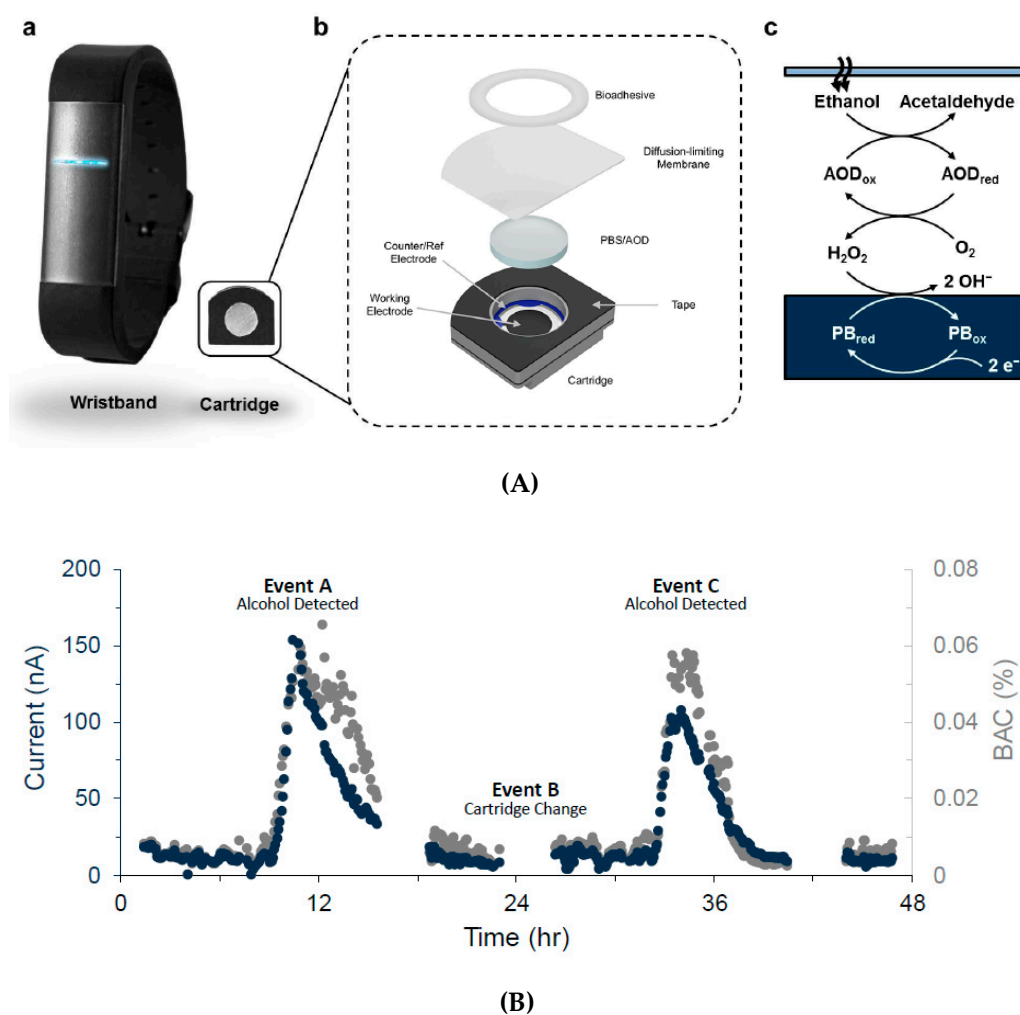 a
Wristband
Cartridge
b
Bioadhesive
Diffusion-limiting
Membrane
PBS/AOD
Counter/Ref
Electrode
Working
Electrode
Tape
Cartridge
c
Ethanol
Acetaldehyde
AODox
AODred
H2O2
O2
2 OH⁻
PBred
PBox
2 e⁻
(A)
200
150
100
50
0
Current (nA)
Event A
Alcohol Detected
Event B
Cartridge Change
Event C
Alcohol Detected
0.08
0.06
0.04
0.02
0
BAC (%)
0
12
24
36
48
Time (hr)
(B)